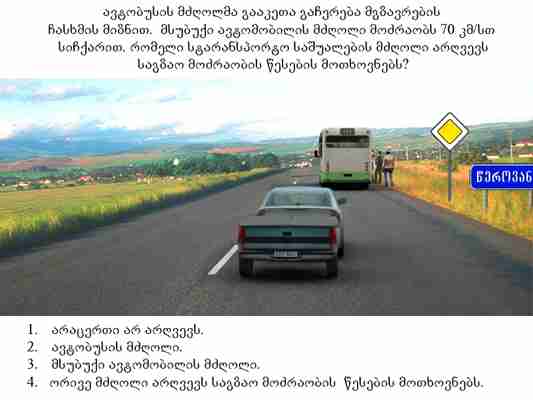 ავტობუსის მძღოლმა გააკეთა გაჩერება მგზავრების
ჩასხმის მიზნით. მსუბუქი ავტომობილის მძღოლი მოძრაობს 70 კმ/სთ
სიჩქარით. რომელი სატრანსპორტო საშუალების მძღოლი არღვევს
საგზაო მოძრაობის წესების მოთხოვნებს?
წეროვან
1. არაცერთი არ არღვევს.
2. ავტობუსის მძღოლი.
3. მსუბუქი ავტომობილის მძღოლი.
4. ორივე მძღოლი არღვევს საგზაო მოძრაობის წესების მოთხოვნებს.